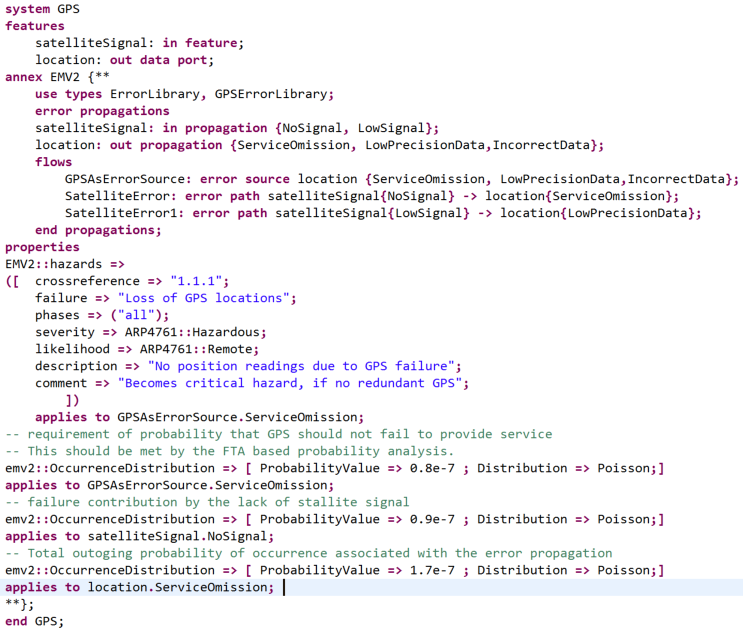 system GPS
features
    satelliteSignal: in feature;
    location: out data port;
annex EMV2 {**
    use types ErrorLibrary, GPSErrorLibrary;
    error propagations
    satelliteSignal: in propagation {NoSignal, LowSignal};
    location: out propagation {ServiceOmission, LowPrecisionData,IncorrectData};
    flows
        GPSAsErrorSource: error source location {ServiceOmission, LowPrecisionData,IncorrectData};
        SatelliteError: error path satelliteSignal{NoSignal} -> location{ServiceOmission};
        SatelliteError1: error path satelliteSignal{LowSignal} -> location{LowPrecisionData};
    end propagations;
properties
EMV2::hazards =>
([  crossreference => "1.1.1";
    failure => "Loss of GPS locations";
    phases => ("all");
    severity => ARP4761::Hazardous;
    likelihood => ARP4761::Remote;
    description => "No position readings due to GPS failure";
    comment => "Becomes critical hazard, if no redundant GPS";
        ])
    applies to GPSAsErrorSource.ServiceOmission;
-- requirement of probability that GPS should not fail to provide service
-- This should be met by the FTA based probability analysis.
emv2::OccurrenceDistribution => [ ProbabilityValue => 0.8e-7 ; Distribution => Poisson;]
applies to GPSAsErrorSource.ServiceOmission;
-- failure contribution by the lack of stallite signal
emv2::OccurrenceDistribution => [ ProbabilityValue => 0.9e-7 ; Distribution => Poisson;]
applies to satelliteSignal.NoSignal;
-- Total outoging probability of occurrence associated with the error propagation
emv2::OccurrenceDistribution => [ ProbabilityValue => 1.7e-7 ; Distribution => Poisson;]
applies to location.ServiceOmission;
**};
end GPS;